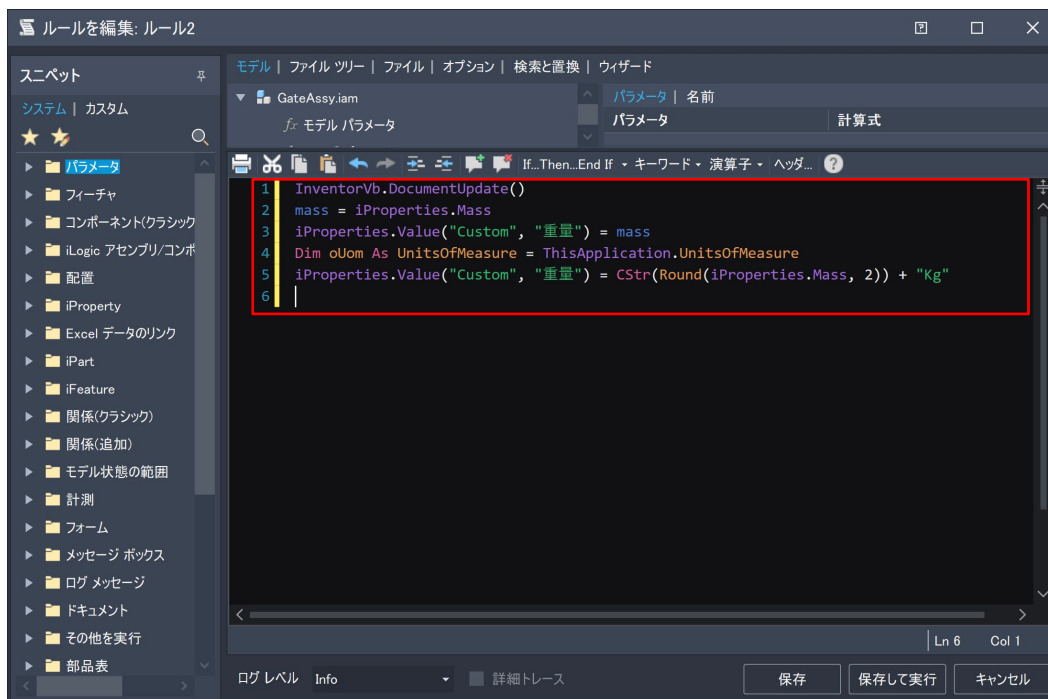 ルールを編集: ルール2
スニペット
システム | カスタム
パラメータ
フィーチャ
コンポーネント(クラシック
iLogic アセンブリ/コンポ
配置
iProperty
Excel データのリンク
iPart
iFeature
関係(クラシック)
関係(追加)
モデル状態の範囲
計測
フォーム
メッセージ ボックス
ログ メッセージ
ドキュメント
その他を実行
部品表
モデル | ファイル ツリー | ファイル | オプション | 検索と置換 | ウィザード
GateAssy.iam
fx モデル パラメータ
パラメータ | 名前
パラメータ 計算式
If...Then...End If キーワード 演算子 ヘッダ...
1 InventorVb.DocumentUpdate()
2 mass = iProperties.Mass
3 iProperties.Value("Custom", "重量") = mass
4 Dim oUom As UnitsOfMeasure = ThisApplication.UnitsOfMeasure
5 iProperties.Value("Custom", "重量") = CStr(Round(iProperties.Mass, 2)) + "Kg"
6
Ln 6 Col 1
ログ レベル Info 詳細トレース 保存 保存して実行 キャンセル